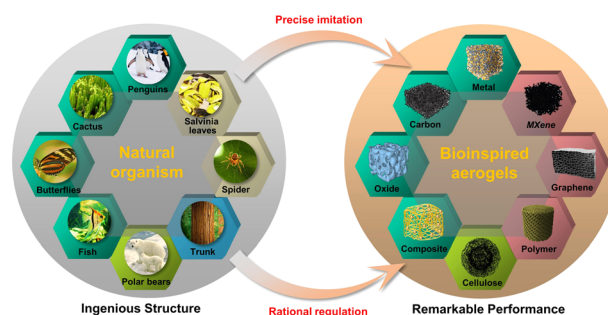 Precise imitation
Penguins
Salvinia
leaves
Cactus
Natural
organism
Butterflies
Spider
Fish
Trunk
Polar bears
Ingenious Structure
Metal
Carbon
MXene
Bioinspired
aerogels
Oxide
Graphene
Composite
Polymer
Cellulose
Remarkable Performance
Rational regulation